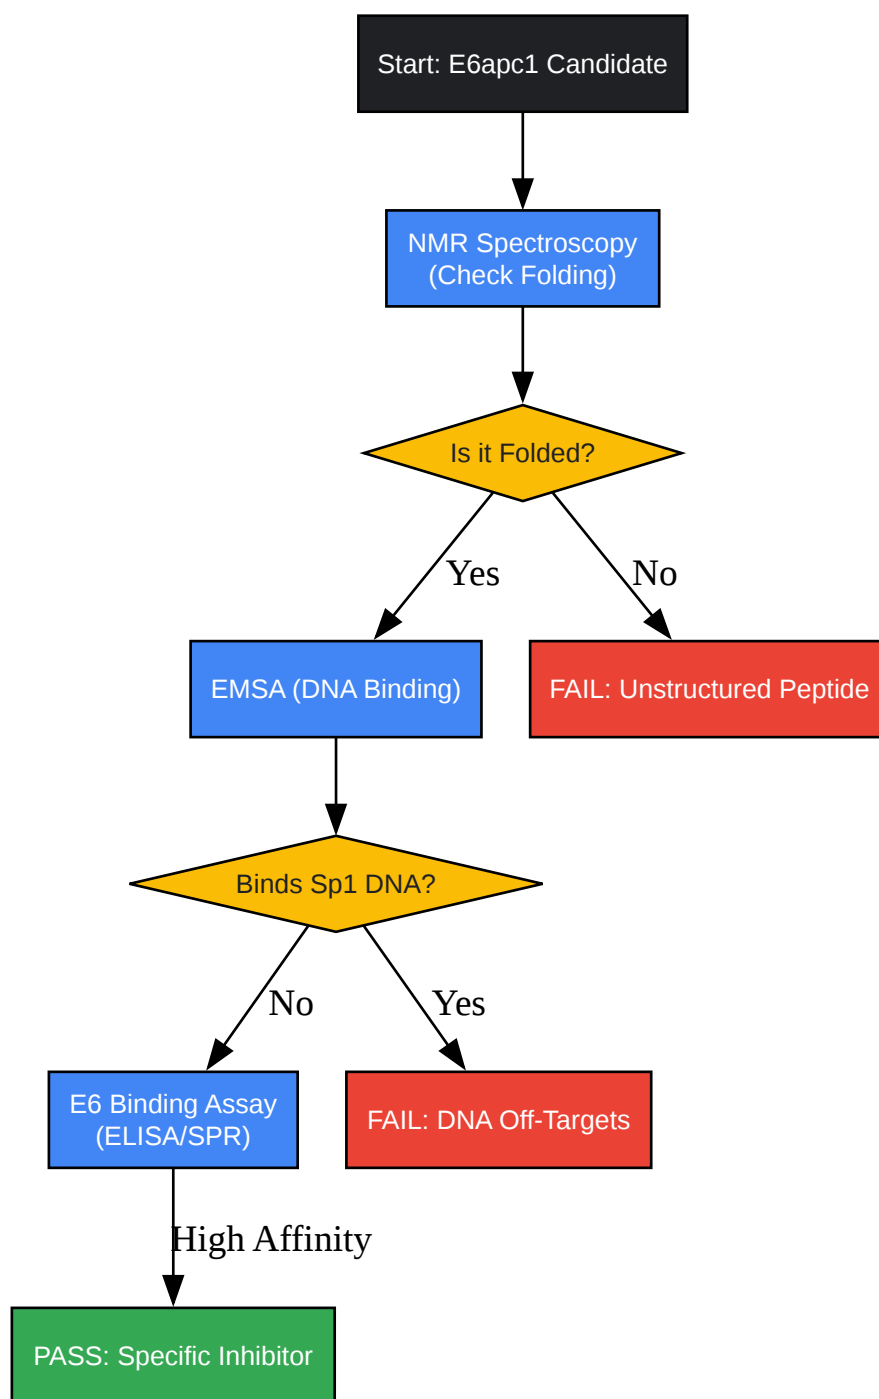 Start: E6apc1 Candidate
NMR Spectroscopy
(Check Folding)
Is it Folded?
Yes
No
EMSA (DNA Binding)
FAIL: Unstructured Peptide
Binds Sp1 DNA?
No
Yes
E6 Binding Assay
(ELISA/SPR)
FAIL: DNA Off-Targets
High Affinity
PASS: Specific Inhibitor